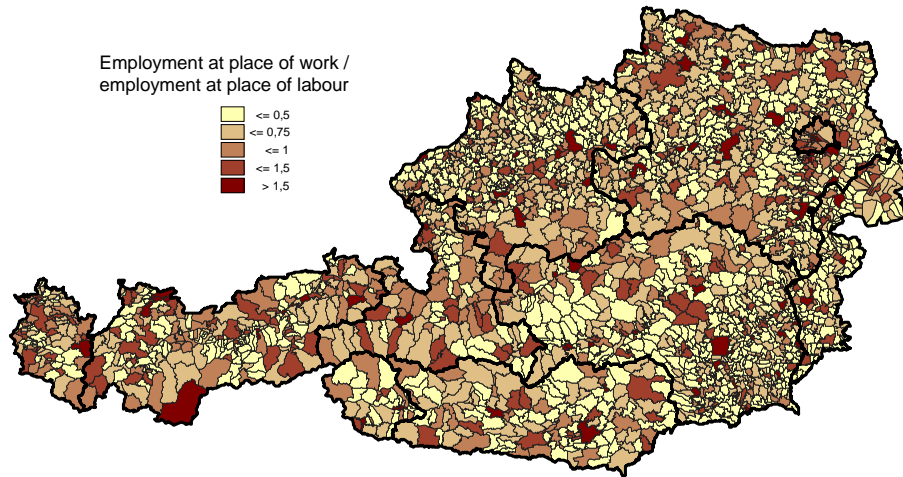 Employment at place of work /
employment at place of labour
<= 0,5
<= 0,75
<= 1
<= 1,5
> 1,5